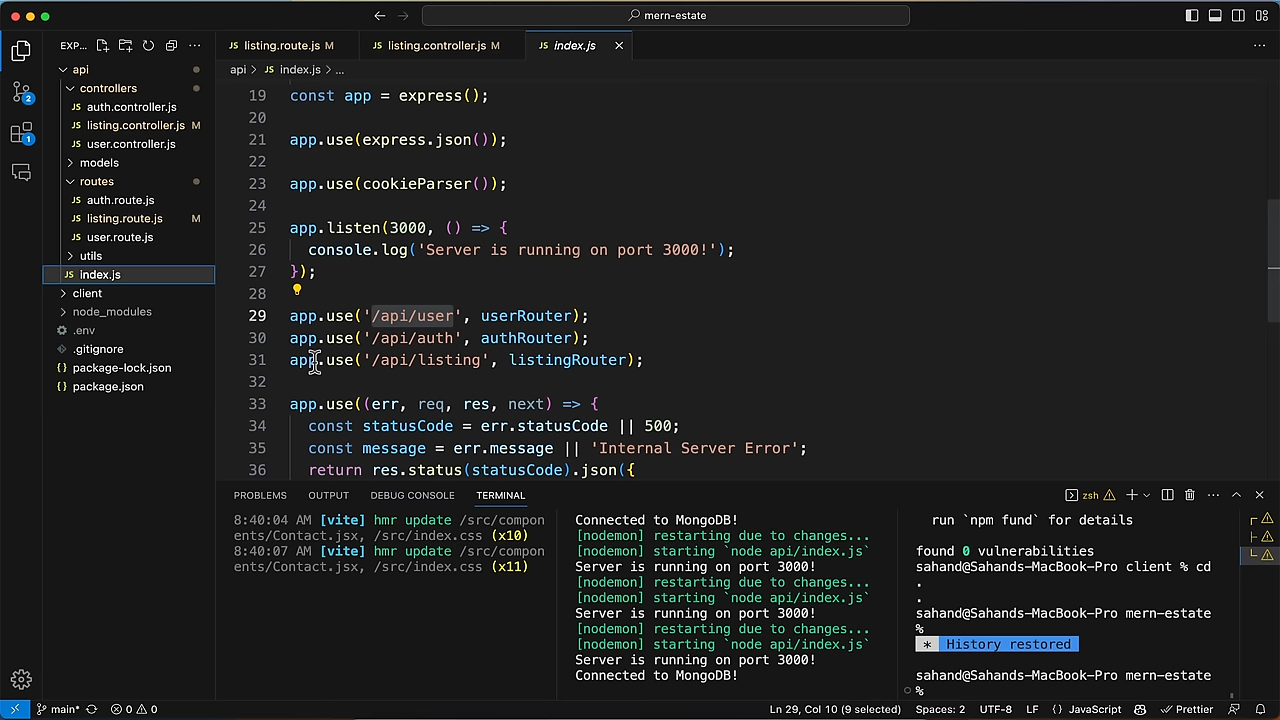 mern-estate
EXP...
JS listing.route.js M
JS listing.controller.js M
JS index.js
api > JS index.js > ...
api
controllers
JS auth.controller.js
JS listing.controller.js M
JS user.controller.js
models
routes
JS auth.route.js
JS listing.route.js M
JS user.route.js
utils
JS index.js
client
node_modules
.env
.gitignore
{} package-lock.json
{} package.json
2
1
19 const app = express();
20
21 app.use(express.json());
22
23 app.use(cookieParser());
24
25 app.listen(3000, () => {
26 console.log('Server is running on port 3000!');
27 });
28
29 app.use('/api/user', userRouter);
30 app.use('/api/auth', authRouter);
31 app.use('/api/listing', listingRouter);
32
33 app.use((err, req, res, next) => {
34 const statusCode = err.statusCode || 500;
35 const message = err.message || 'Internal Server Error';
36 return res.status(statusCode).json({
PROBLEMS OUTPUT DEBUG CONSOLE TERMINAL
zsh
8:40:04 AM [vite] hmr update /src/compon
ents/Contact.jsx, /src/index.css (x10)
8:40:07 AM [vite] hmr update /src/compon
ents/Contact.jsx, /src/index.css (x11)
Connected to MongoDB!
[nodemon] restarting due to changes...
[nodemon] starting `node api/index.js`
Server is running on port 3000!
[nodemon] restarting due to changes...
[nodemon] starting `node api/index.js`
Server is running on port 3000!
[nodemon] restarting due to changes...
[nodemon] starting `node api/index.js`
Server is running on port 3000!
Connected to MongoDB!
run `npm fund` for details
found 0 vulnerabilities
sahand@Sahands-MacBook-Pro client % cd
.
.
sahand@Sahands-MacBook-Pro mern-estate
%
* History restored
sahand@Sahands-MacBook-Pro mern-estate
%
main* 0 0 Ln 29, Col 10 (9 selected) Spaces: 2 UTF-8 LF {} JavaScript Prettier